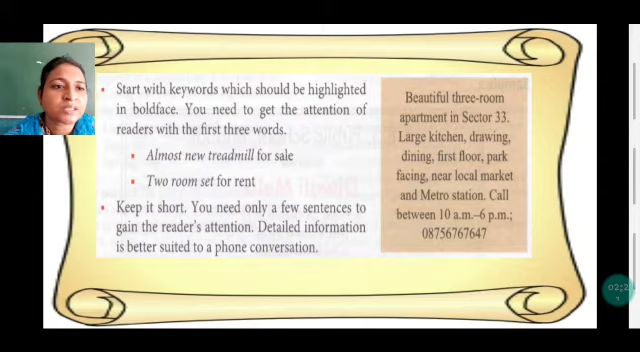 • Start with keywords which should be highlighted
in boldface. You need to get the attention of
readers with the first three words.
• Almost new treadmill for sale
• Two room set for rent
• Keep it short. You need only a few sentences to
gain the reader's attention. Detailed information
is better suited to a phone conversation.
Beautiful three-room
apartment in Sector 33.
Large kitchen, drawing,
dining, first floor, park
facing, near local market
and Metro station. Call
between 10 a.m.–6 p.m.;
08756767647